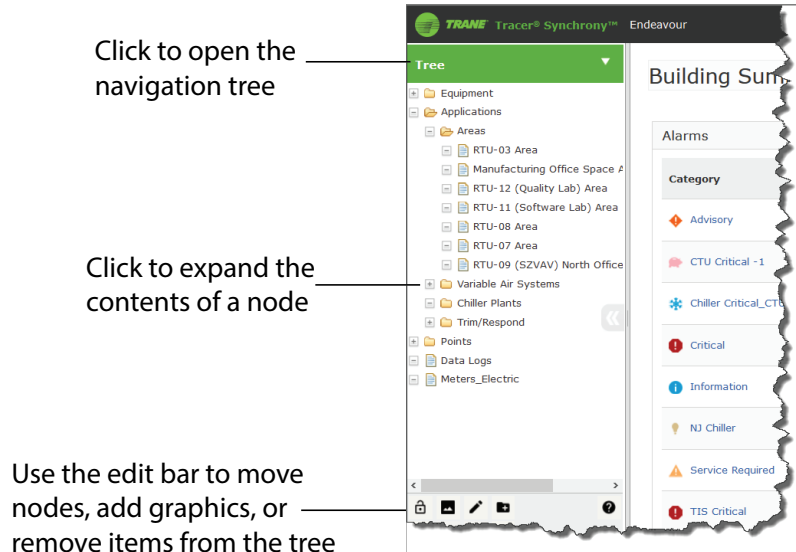 TRANE Tracer® Synchrony™ Endeavour
Click to open the
navigation tree
Tree
Building Sum
Equipment
Applications
Areas
RTU-03 Area
Manufacturing Office Space A
RTU-12 (Quality Lab) Area
RTU-11 (Software Lab) Area
RTU-08 Area
RTU-07 Area
RTU-09 (SZVAV) North Office
Click to expand the
contents of a node
Variable Air Systems
Chiller Plants
Trim/Respond
Points
Data Logs
Meters_Electric
Alarms
Category
Advisory
CTU Critical -1
Chiller Critical_CTU
Critical
Information
NJ Chiller
Service Required
TIS Critical
Use the edit bar to move
nodes, add graphics, or
remove items from the tree